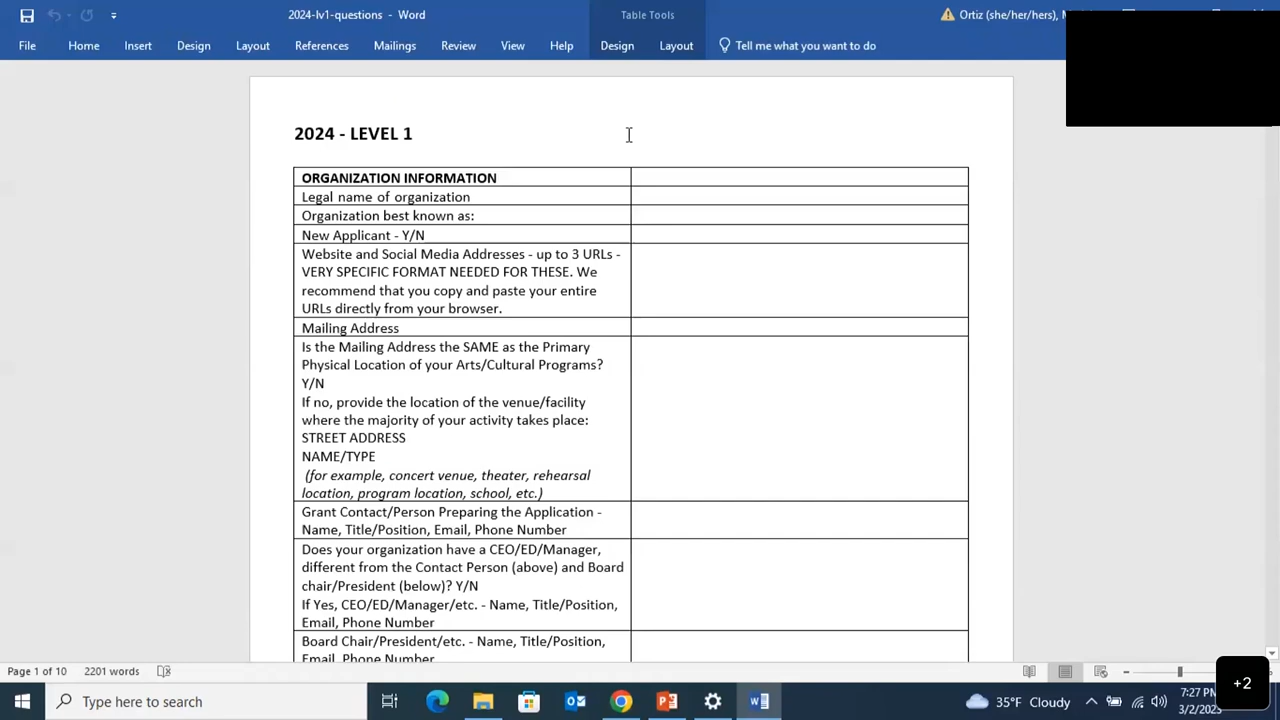 2024-lv1-questions - Word
Table Tools
Ortiz (she/her/hers),
File Home Insert Design Layout References Mailings Review View Help Design Layout Tell me what you want to do
2024 - LEVEL 1
ORGANIZATION INFORMATION
Legal name of organization
Organization best known as:
New Applicant - Y/N
Website and Social Media Addresses - up to 3 URLs -
VERY SPECIFIC FORMAT NEEDED FOR THESE. We
recommend that you copy and paste your entire
URLs directly from your browser.
Mailing Address
Is the Mailing Address the SAME as the Primary
Physical Location of your Arts/Cultural Programs?
Y/N
If no, provide the location of the venue/facility
where the majority of your activity takes place:
STREET ADDRESS
NAME/TYPE
(for example, concert venue, theater, rehearsal
location, program location, school, etc.)
Grant Contact/Person Preparing the Application -
Name, Title/Position, Email, Phone Number
Does your organization have a CEO/ED/Manager,
different from the Contact Person (above) and Board
chair/President (below)? Y/N
If Yes, CEO/ED/Manager/etc. - Name, Title/Position,
Email, Phone Number
Board Chair/President/etc. - Name, Title/Position,
Email, Phone Number
Page 1 of 10 2201 words
+2
Type here to search
35°F Cloudy
7:27 PM